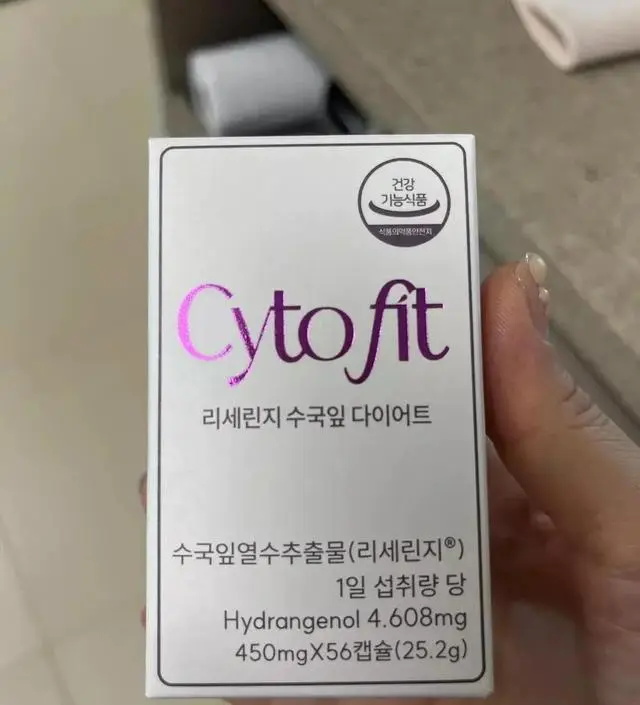 건강
기능식품
식품의약품안전처
Cyto fit
리세린지 수국잎 다이어트
수국잎열수추출물(리세린지®)
1일 섭취량 당
Hydrangenol 4.608mg
450mgX56캡슐(25.2g)